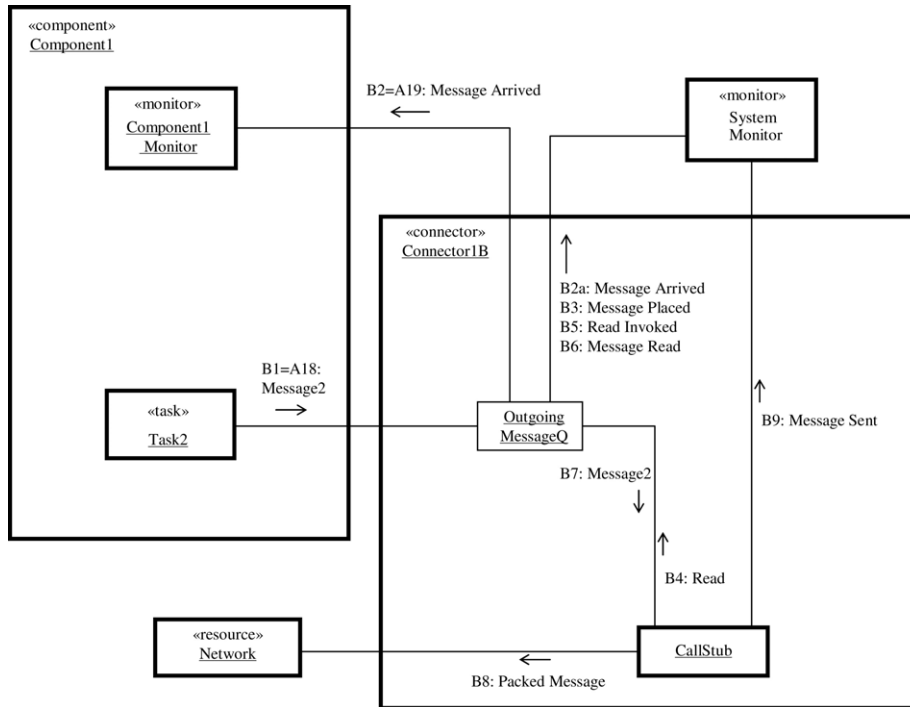 «component»
Component1
«monitor»
Component1
Monitor
B2=A19: Message Arrived
«monitor»
System
Monitor
«connector»
Connector1B
B2a: Message Arrived
B3: Message Placed
B5: Read Invoked
B6: Message Read
B1=A18:
Message2
«task»
Task2
Outgoing
MessageQ
B9: Message Sent
B7: Message2
B4: Read
«resource»
Network
CallStub
B8: Packed Message